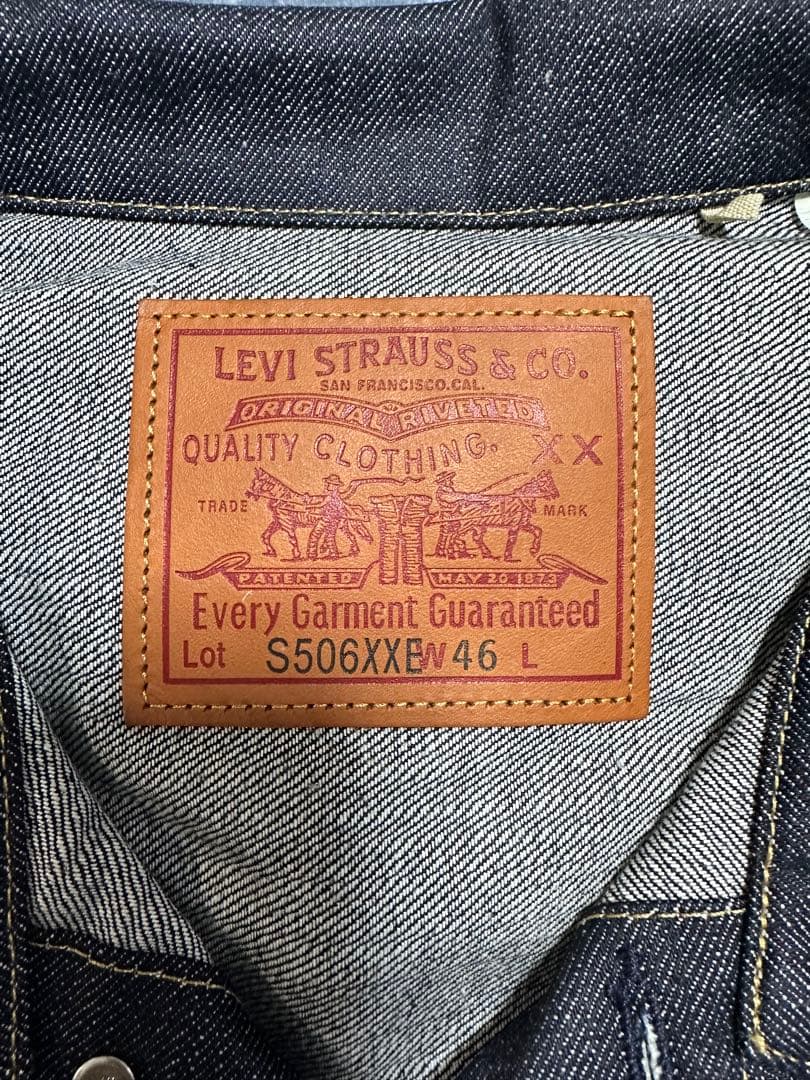 LEVI STRAUSS & CO.
SAN FRANCISCO.CAL.
ORIGINAL RIVETED
QUALITY CLOTHING. XX
TRADE MARK
PATENTED MAY 20 1873
Every Garment Guaranteed
Lot S506XXE W 46 L